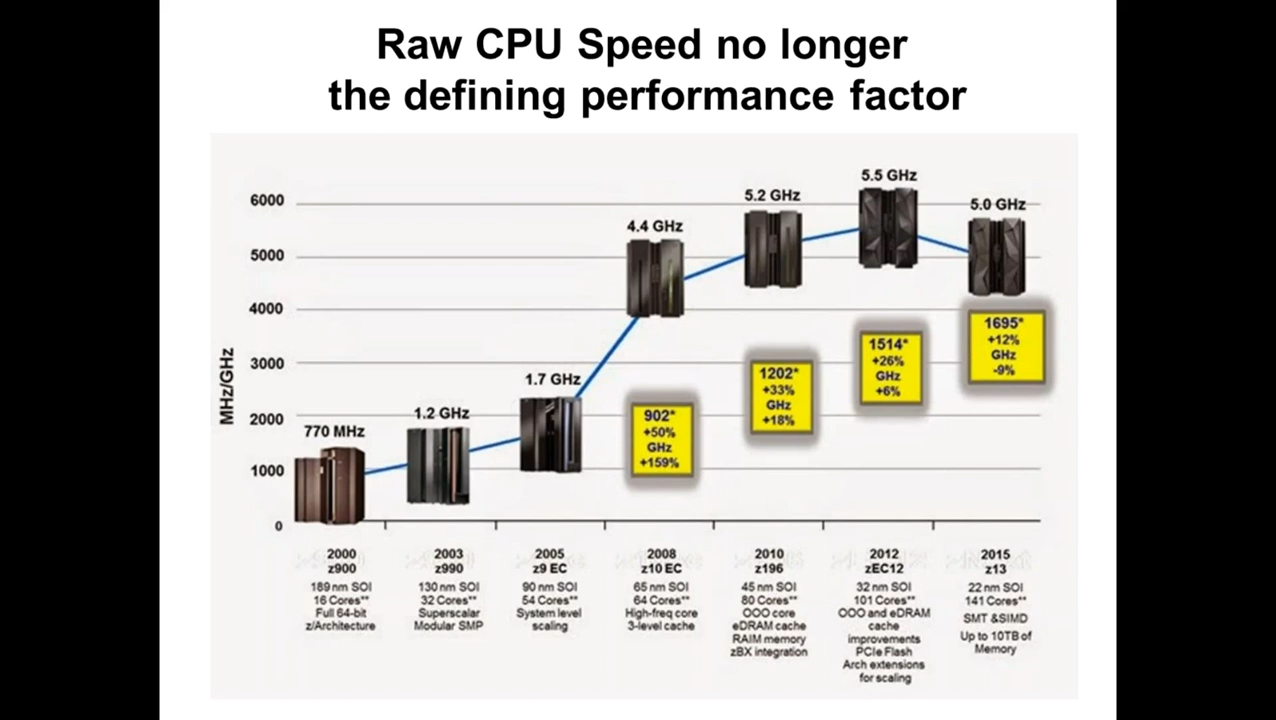 Raw CPU Speed no longer
the defining performance factor
MHz/GHz
6000
5000
4000
3000
2000
1000
0
770 MHz
1.2 GHz
1.7 GHz
4.4 GHz
5.2 GHz
5.5 GHz
5.0 GHz
902*
+50%
GHz
+159%
1202*
+33%
GHz
+18%
1514*
+26%
GHz
+6%
1695*
+12%
GHz
-9%
2000
z900
189 nm SOI
16 Cores**
Full 64-bit
z/Architecture
2003
z990
130 nm SOI
32 Cores**
Superscalar
Modular SMP
2005
z9 EC
90 nm SOI
54 Cores**
System level
scaling
2008
z10 EC
65 nm SOI
64 Cores**
High-freq core
3-level cache
2010
z196
45 nm SOI
80 Cores**
OOO core
eDRAM cache
RAIM memory
zBX integration
2012
zEC12
32 nm SOI
101 Cores**
OOO and eDRAM
cache
improvements
PCIe Flash
Arch extensions
for scaling
2015
z13
22 nm SOI
141 Cores**
SMT &SIMD
Up to 10TB of
Memory